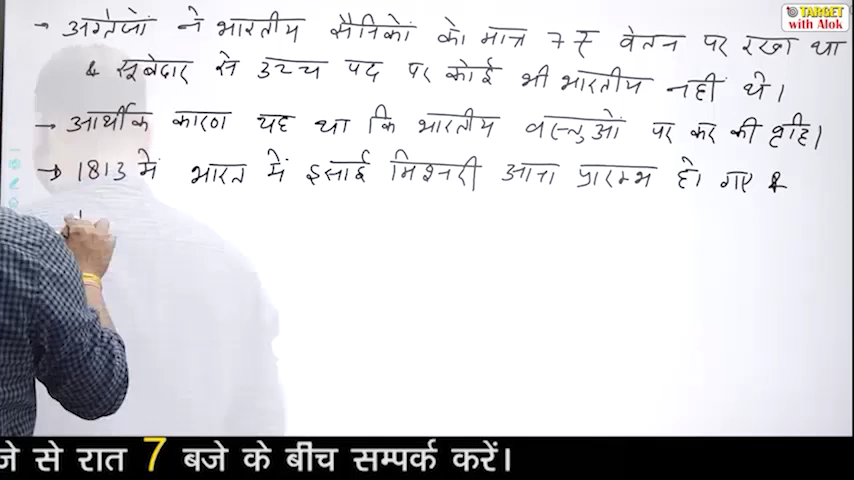 TARGET
with Alok
→ अंग्रेजों ने भारतीय सैनिकों को मात्र 7 ₹ वेतन पर रखा था
& सूबेदार से उच्च पद पर कोई भी भारतीय नहीं थे।
→ आर्थीक कारण यह था कि भारतीय वस्तुओं पर कर की वृद्धि।
→ 1813 में भारत में इसाई मिश्नरी आना प्रारम्भ हो गए &
जे से रात 7 बजे के बीच सम्पर्क करें।